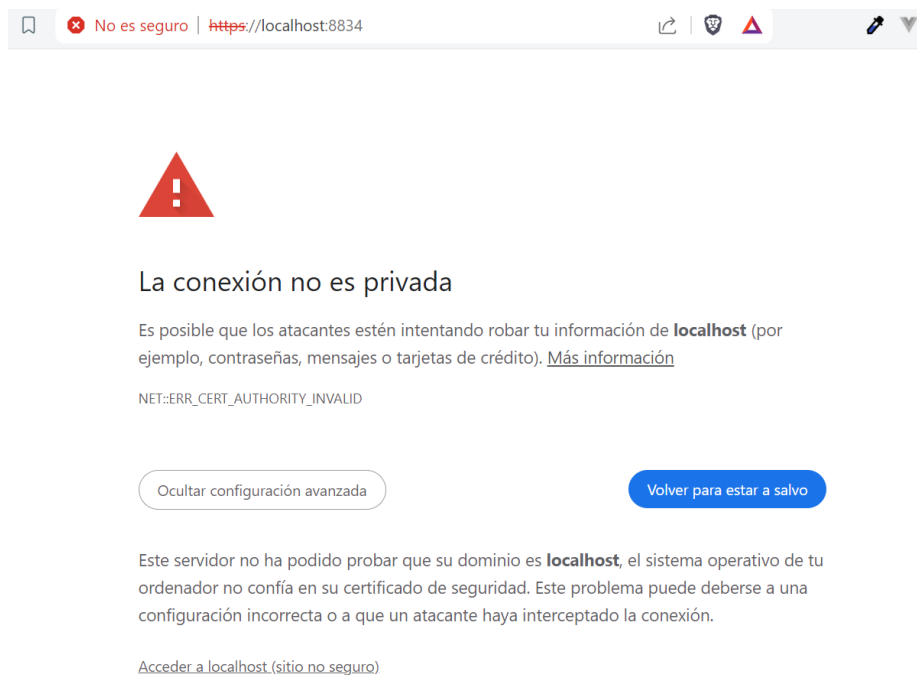 No es seguro | https://localhost:8834
La conexión no es privada
Es posible que los atacantes estén intentando robar tu información de localhost (por
ejemplo, contraseñas, mensajes o tarjetas de crédito). Más información
NET::ERR_CERT_AUTHORITY_INVALID
Ocultar configuración avanzada
Volver para estar a salvo
Este servidor no ha podido probar que su dominio es localhost, el sistema operativo de tu
ordenador no confía en su certificado de seguridad. Este problema puede deberse a una
configuración incorrecta o a que un atacante haya interceptado la conexión.
Acceder a localhost (sitio no seguro)